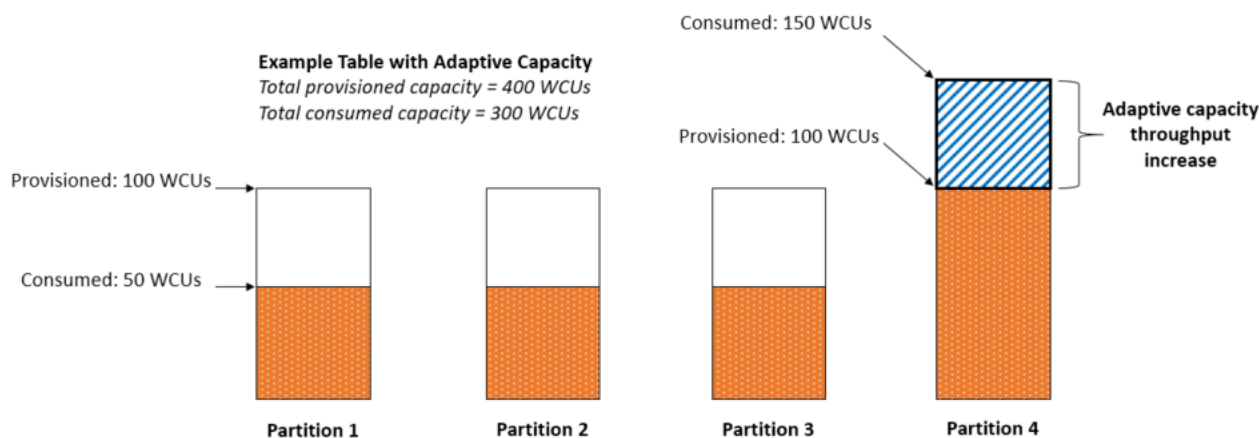 Consumed: 150 WCUs
Example Table with Adaptive Capacity
Total provisioned capacity = 400 WCUs
Total consumed capacity = 300 WCUs
Adaptive capacity
throughput
increase
Provisioned: 100 WCUs
Provisioned: 100 WCUs
Consumed: 50 WCUs
Partition 1
Partition 2
Partition 3
Partition 4